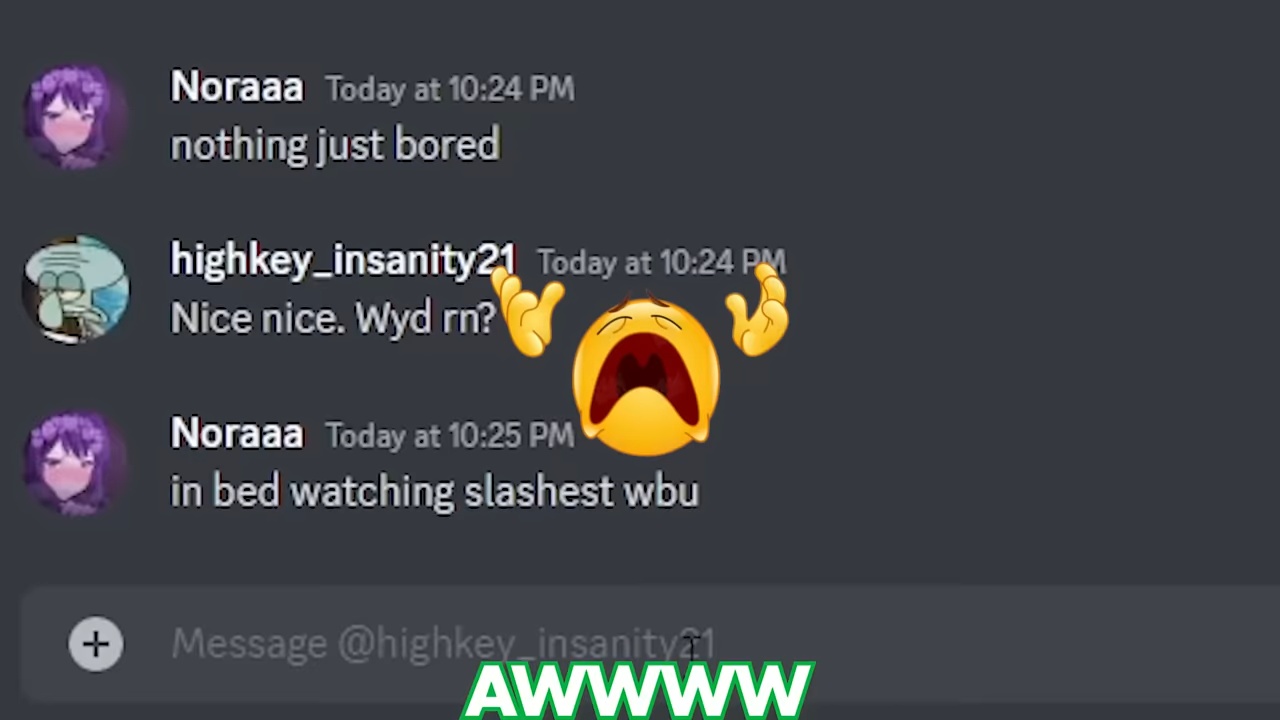 Noraaa Today at 10:24 PM
nothing just bored
highkey_insanity21 Today at 10:24 PM
Nice nice. Wyd rn?
Noraaa Today at 10:25 PM
in bed watching slashest wbu
Message @highkey_insanity21
AWWWW